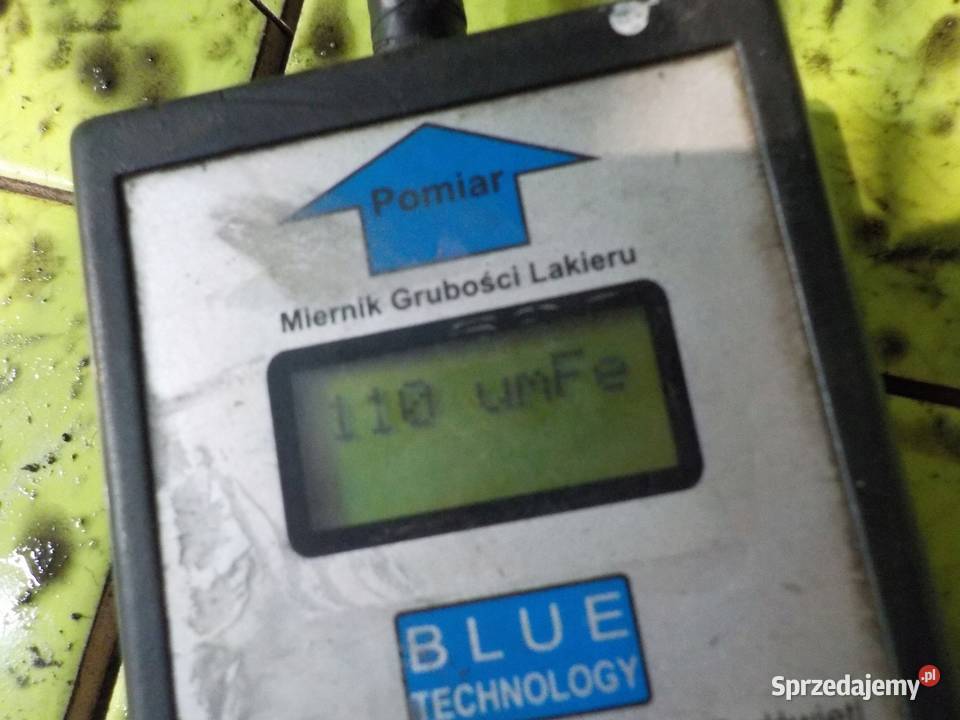 Pomiar
Miernik Grubości Lakieru
110 umFe
BLUE
TECHNOLOGY
Sprzedajemy.pl